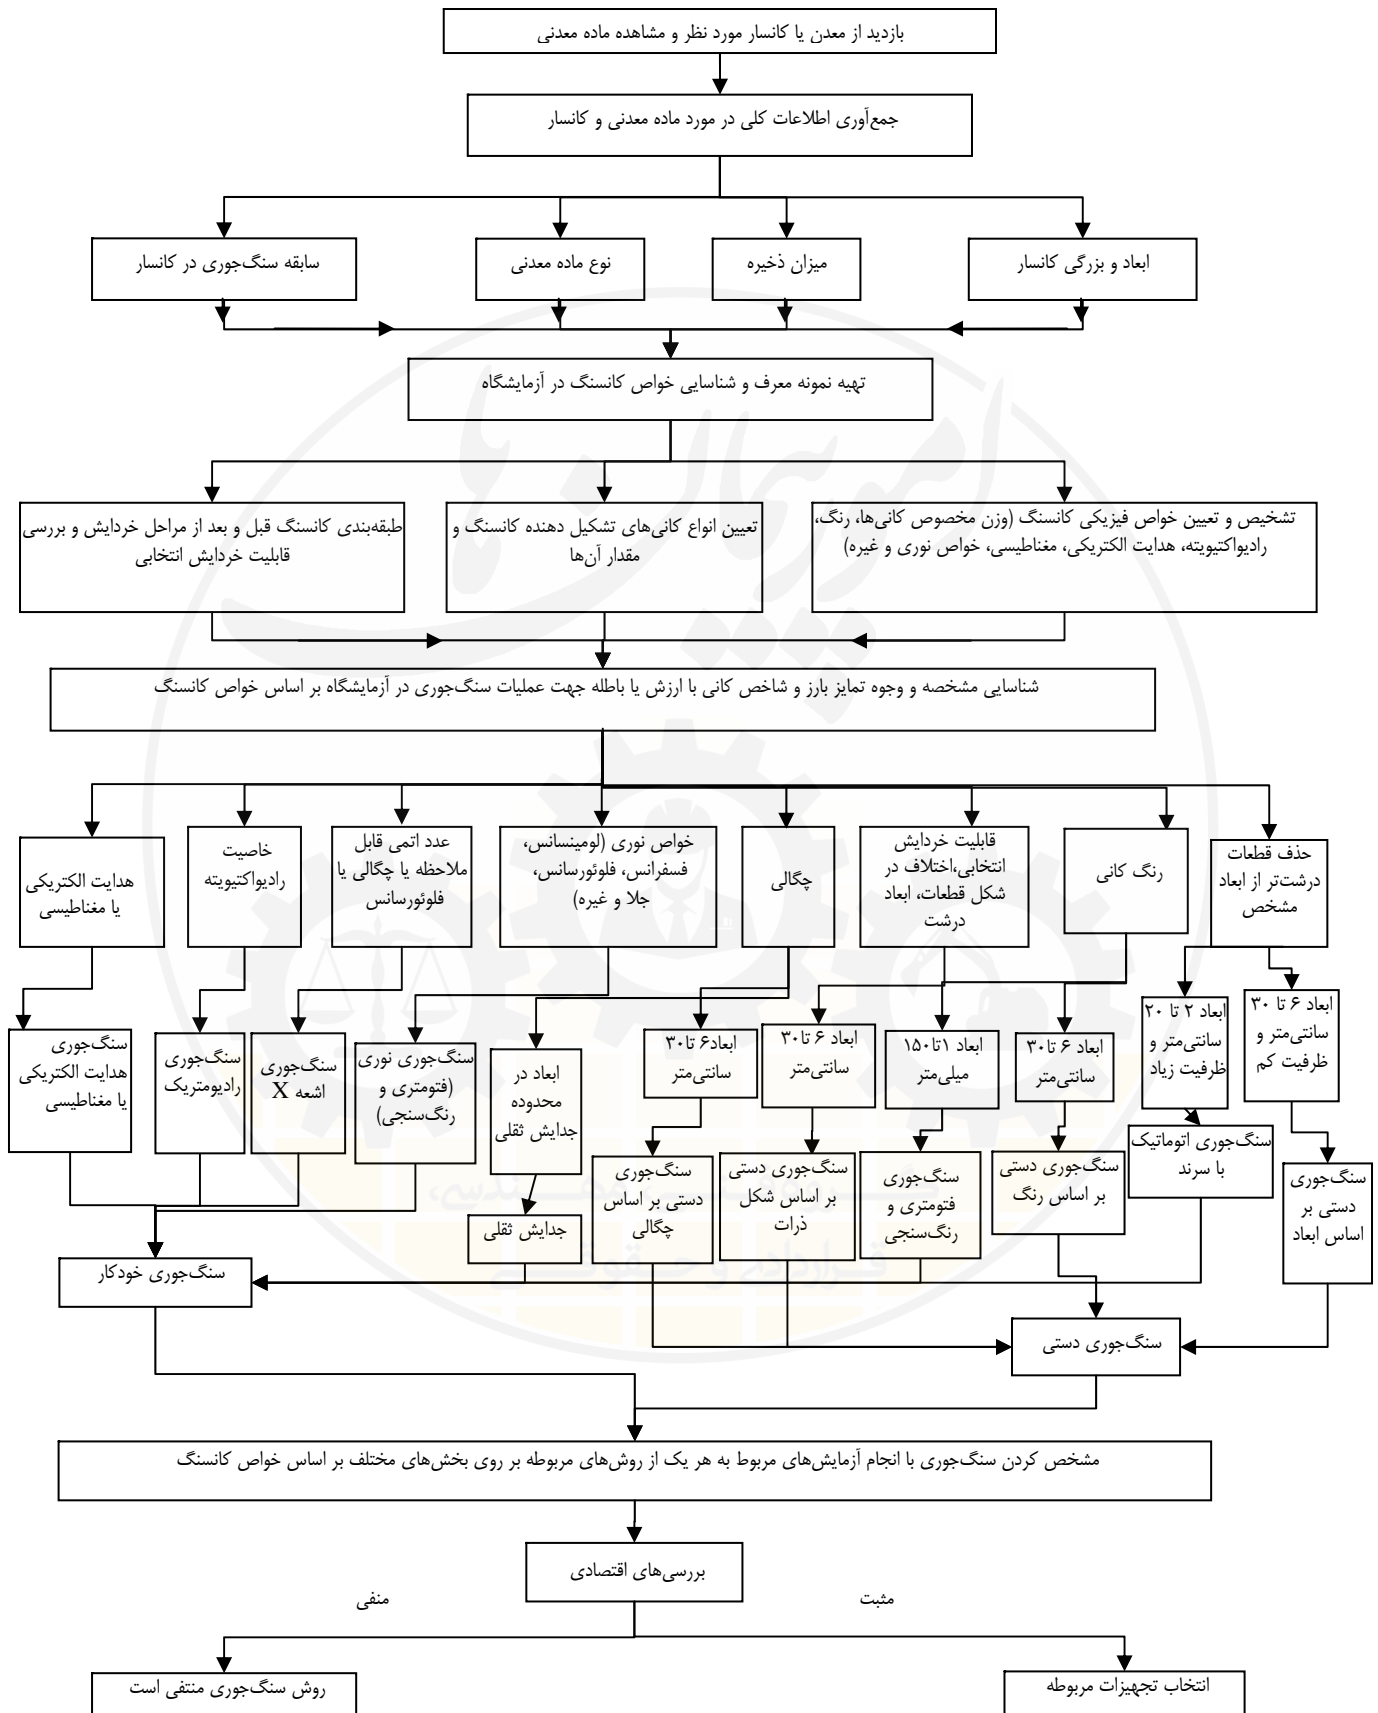 بازدید از معدن یا کانسار مورد نظر و مشاهده ماده معدنی
جمع‌آوری اطلاعات کلی در مورد ماده معدنی و کانسار
ابعاد و بزرگی کانسار
میزان ذخیره
نوع ماده معدنی
سابقه سنگ‌جوری در کانسار
تهیه نمونه معرف و شناسایی خواص کانسنگ در آزمایشگاه
تشخیص و تعیین خواص فیزیکی کانسنگ (وزن مخصوص کانی‌ها، رنگ،
رادیواکتیویته، هدایت الکتریکی، مغناطیسی، خواص نوری و غیره)
تعیین انواع کانی‌های تشکیل دهنده کانسنگ و
مقدار آن‌ها
طبقه‌بندی کانسنگ قبل و بعد از مراحل خردایش و بررسی
قابلیت خردایش انتخابی
شناسایی مشخصه و وجوه تمایز بارز و شاخص کانی با ارزش یا باطله جهت عملیات سنگ‌جوری در آزمایشگاه بر اساس خواص کانسنگ
حذف قطعات
درشت‌تر از ابعاد
مشخص
رنگ کانی
قابلیت خردایش
انتخابی،اختلاف در
شکل قطعات، ابعاد
درشت
چگالی
خواص نوری (لومینسانس،
فسفرانس، فلوئورسانس،
جلا و غیره)
عدد اتمی قابل
ملاحظه یا چگالی یا
فلوئورسانس
خاصیت
رادیواکتیویته
هدایت الکتریکی
یا مغناطیسی
ابعاد ۶ تا ۳۰
سانتی‌متر و
ظرفیت کم
ابعاد ۲ تا ۲۰
سانتی‌متر و
ظرفیت زیاد
ابعاد ۶ تا۳۰
سانتی‌متر
ابعاد ۱تا۱۵۰
میلی‌متر
ابعاد ۶ تا۳۰
سانتی‌متر
ابعاد۶ تا۳۰
سانتی‌متر
ابعاد در
محدوده
جدایش ثقلی
سنگ‌جوری نوری
(فتومتری و
رنگ‌سنجی)
سنگ‌جوری
اشعه X
سنگ‌جوری
رادیومتریک
سنگ‌جوری
هدایت الکتریکی
یا مغناطیسی
سنگ‌جوری
دستی بر
اساس ابعاد
سنگ‌جوری اتوماتیک
با سرند
سنگ‌جوری دستی
بر اساس رنگ
سنگ‌جوری
فتومتری و
رنگ‌سنجی
سنگ‌جوری دستی
بر اساس شکل
ذرات
سنگ‌جوری
دستی بر اساس
چگالی
جدایش ثقلی
سنگ‌جوری خودکار
سنگ‌جوری دستی
مشخص کردن سنگ‌جوری با انجام آزمایش‌های مربوط به هر یک از روش‌های مربوطه بر روی بخش‌های مختلف بر اساس خواص کانسنگ
بررسی‌های اقتصادی
مثبت
منفی
انتخاب تجهیزات مربوطه
روش سنگ‌جوری منتفی است